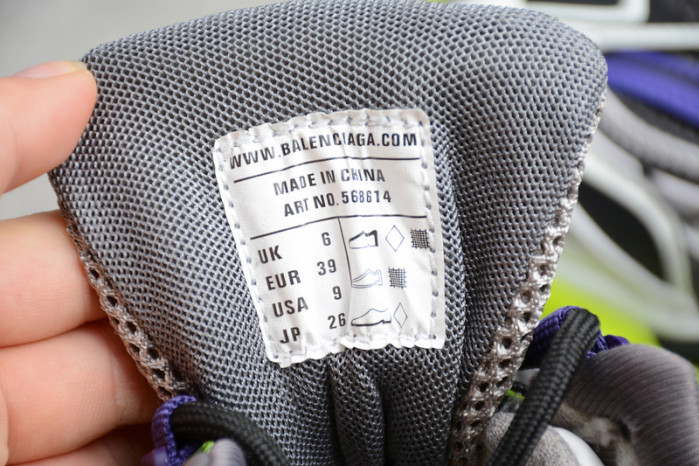 WWW.BALENCIAGA.COM
MADE IN CHINA
ART NO. 568614
UK 6
EUR 39
USA 9
JP 26